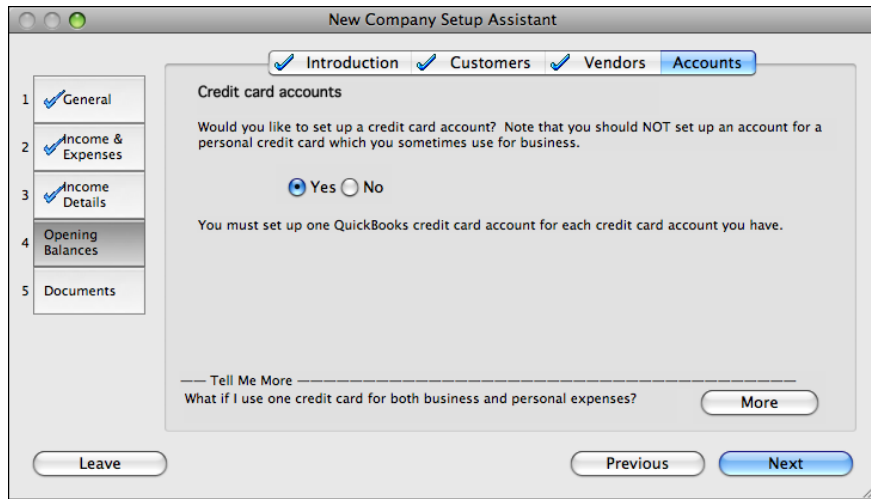 New Company Setup Assistant
Introduction
Customers
Vendors
Accounts
1 General
2 Income &
Expenses
3 Income
Details
4 Opening
Balances
5 Documents
Credit card accounts
Would you like to set up a credit card account?  Note that you should NOT set up an account for a
personal credit card which you sometimes use for business.
Yes No
You must set up one QuickBooks credit card account for each credit card account you have.
Tell Me More
What if I use one credit card for both business and personal expenses?
More
Leave
Previous
Next